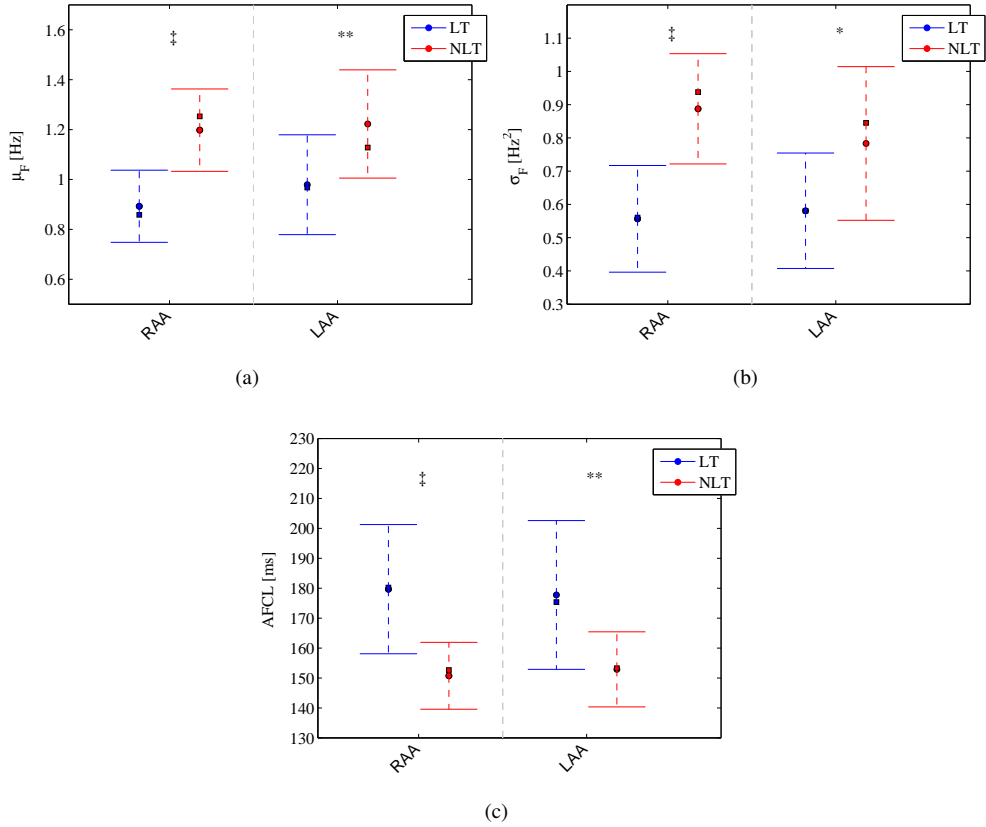 1.6
1.4
1.2
1
0.8
0.6
μF [Hz]
‡
**
LT
NLT
RAA
LAA
(a)
1.1
1
0.9
0.8
0.7
0.6
0.5
0.4
0.3
σF [Hz²]
‡
*
LT
NLT
RAA
LAA
(b)
230
220
210
200
190
180
170
160
150
140
130
AFCL [ms]
‡
**
LT
NLT
RAA
LAA
(c)